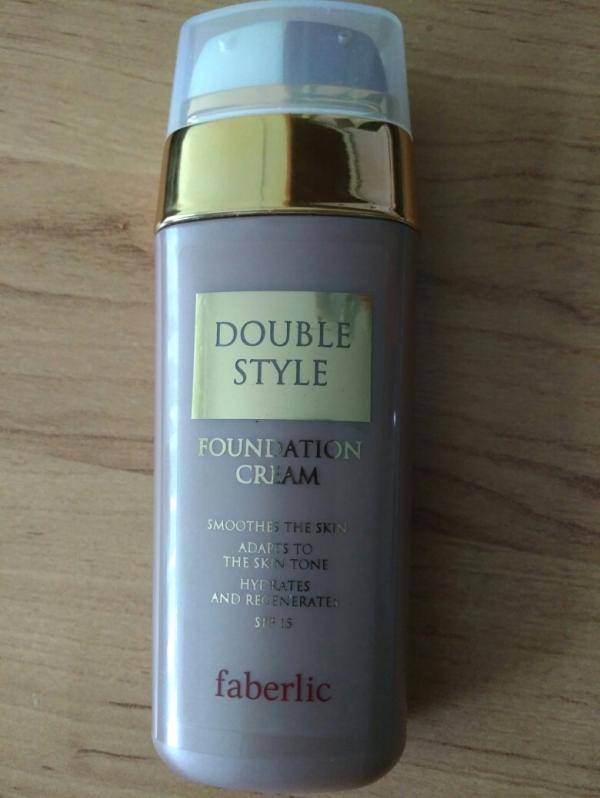 DOUBLE
STYLE
FOUNDATION
CREAM
SMOOTHES THE SKIN
ADAPTS TO
THE SKIN TONE
HYDRATES
AND REGENERATES
SPF 15
faberlic